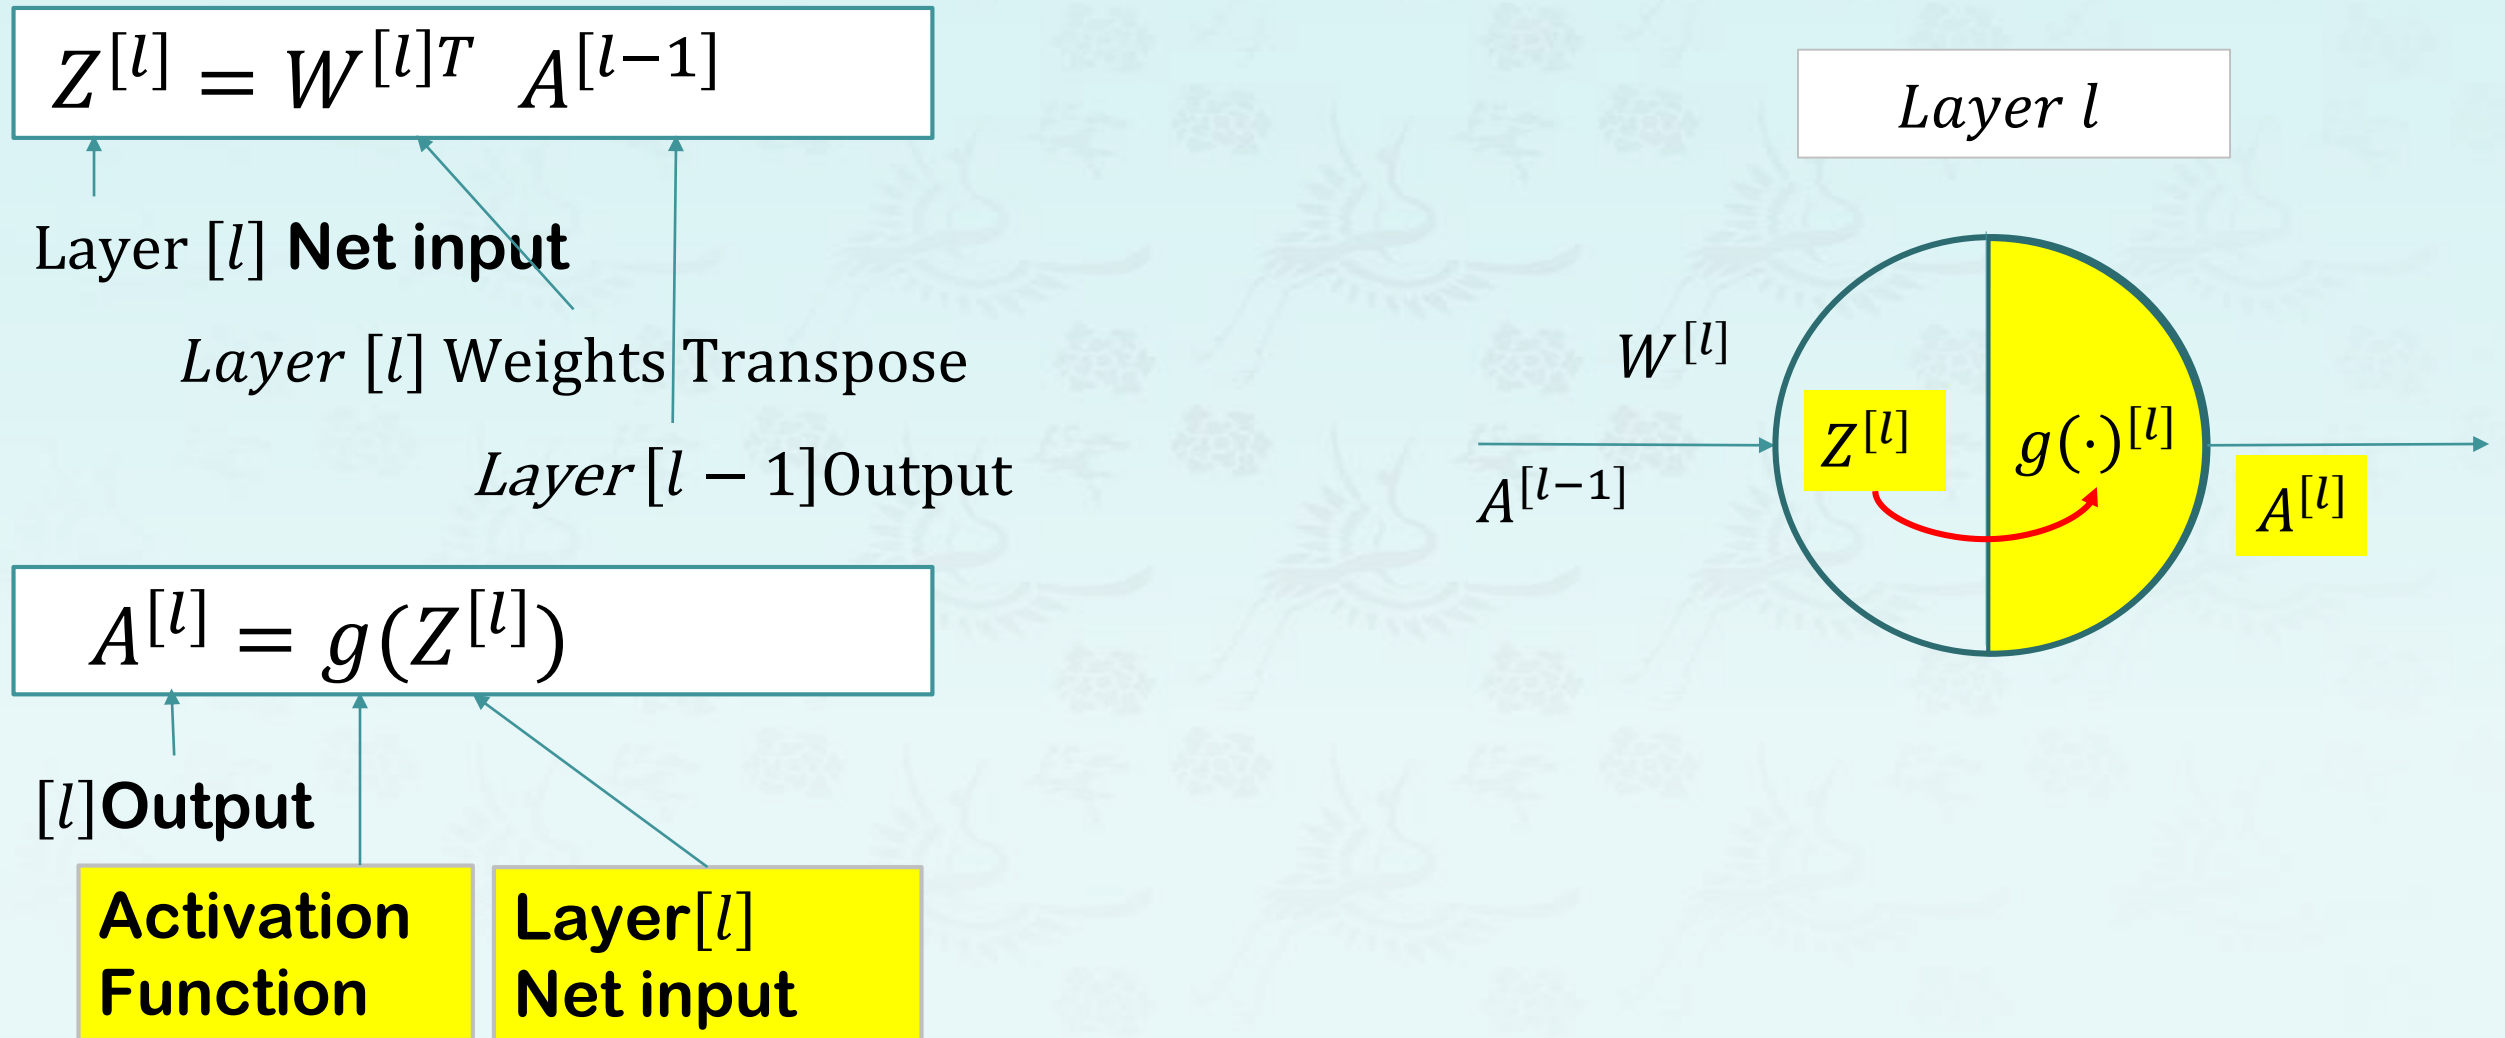 Z^[l] = W^[l]T A^[l−1]
Layer [l] Net input
Layer [l] Weights Transpose
Layer [l − 1]Output
A^[l] = g(Z^[l])
[l]Output
Activation
Function
Layer[l]
Net input
Layer l
W^[l]
A^[l−1]
Z^[l]
g(·)^[l]
A^[l]